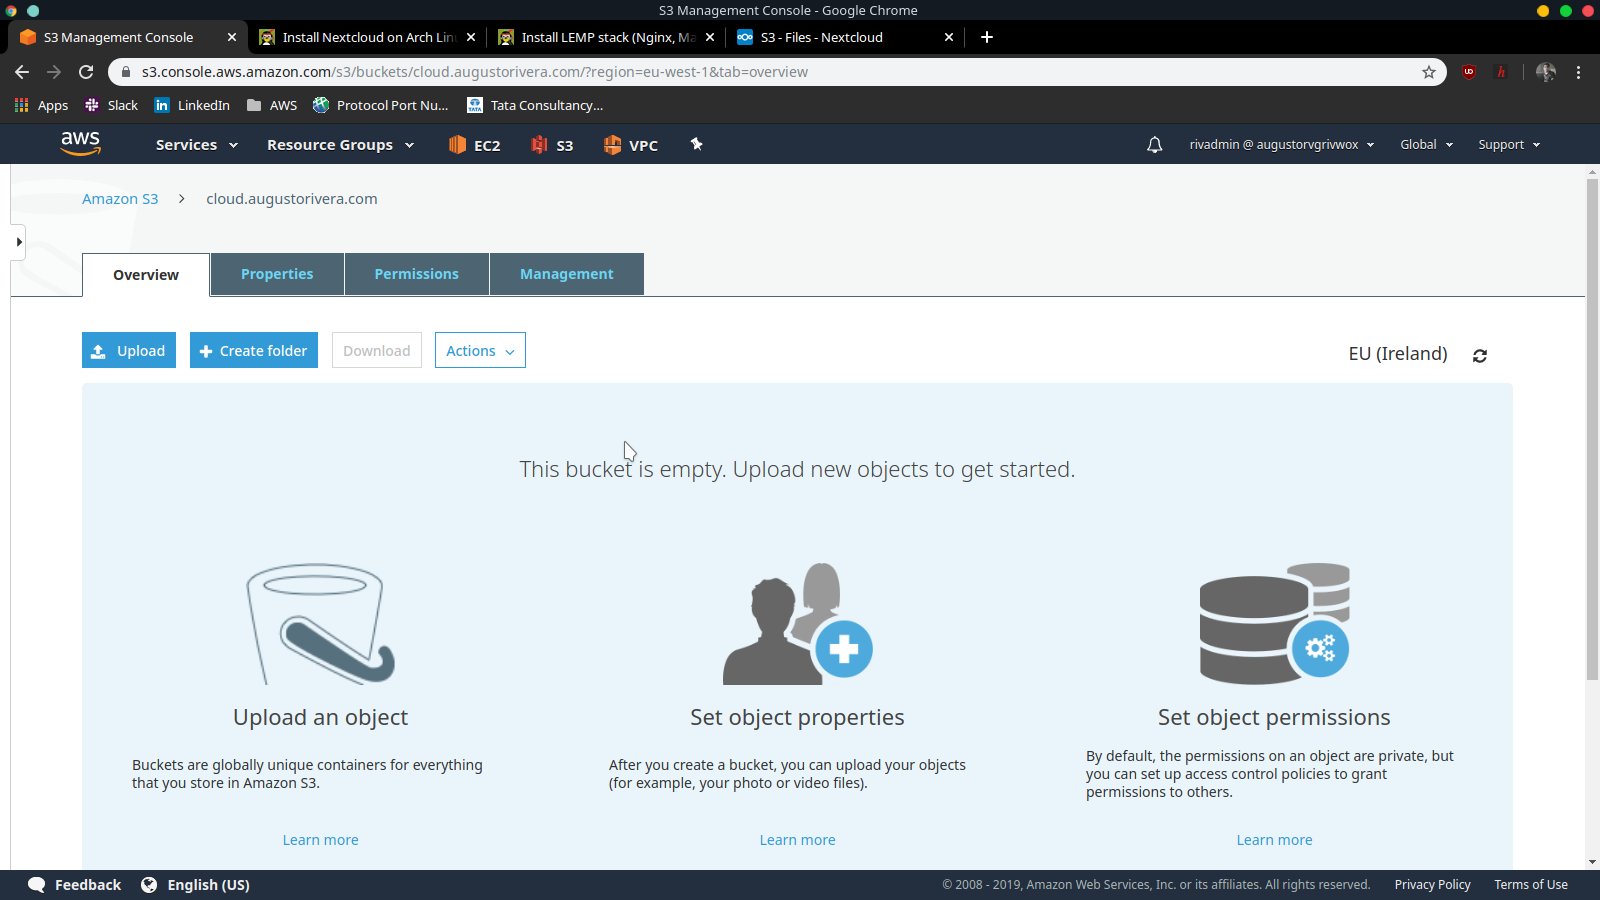 S3 Management Console - Google Chrome
S3 Management Console
Install Nextcloud on Arch Lin
Install LEMP stack (Nginx, Ma
S3 - Files - Nextcloud
s3.console.aws.amazon.com/s3/buckets/cloud.augustorivera.com/?region=eu-west-1&tab=overview
Apps
Slack
LinkedIn
AWS
Protocol Port Nu...
Tata Consultancy...
aws
Services
Resource Groups
EC2
S3
VPC
rivadmin @ augustorvgrivwox
Global
Support
Amazon S3
cloud.augustorivera.com
Overview
Properties
Permissions
Management
Upload
Create folder
Download
Actions
EU (Ireland)
This bucket is empty. Upload new objects to get started.
Upload an object
Buckets are globally unique containers for everything
that you store in Amazon S3.
Learn more
Set object properties
After you create a bucket, you can upload your objects
(for example, your photo or video files).
Learn more
Set object permissions
By default, the permissions on an object are private, but
you can set up access control policies to grant
permissions to others.
Learn more
Feedback
English (US)
© 2008 - 2019, Amazon Web Services, Inc. or its affiliates. All rights reserved.
Privacy Policy
Terms of Use